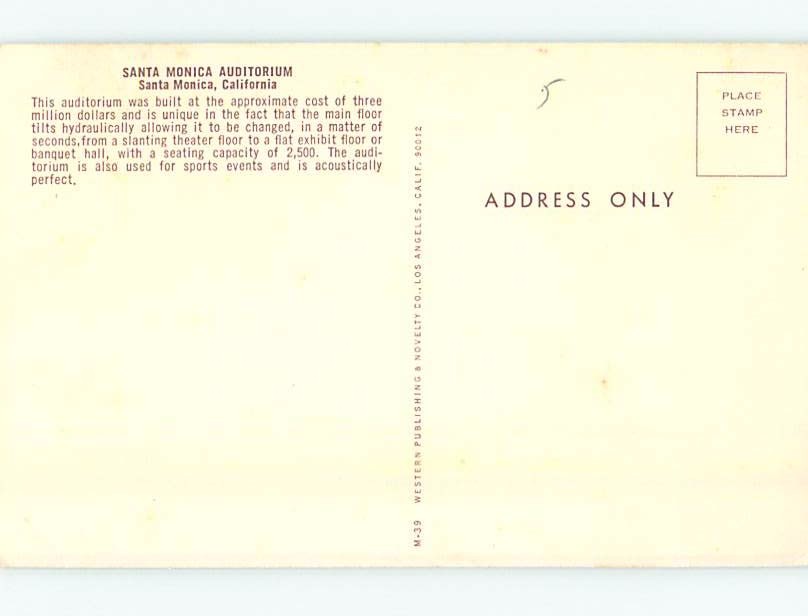 SANTA MONICA AUDITORIUM
Santa Monica, California
This auditorium was built at the approximate cost of three
million dollars and is unique in the fact that the main floor
tilts hydraulically allowing it to be changed, in a matter of
seconds,from a slanting theater floor to a flat exhibit floor or
banquet hall, with a seating capacity of 2,500. The audi-
torium is also used for sports events and is acoustically
perfect.
M-39 WESTERN PUBLISHING & NOVELTY CO., LOS ANGELES, CALIF. 90012
5
PLACE
STAMP
HERE
ADDRESS ONLY